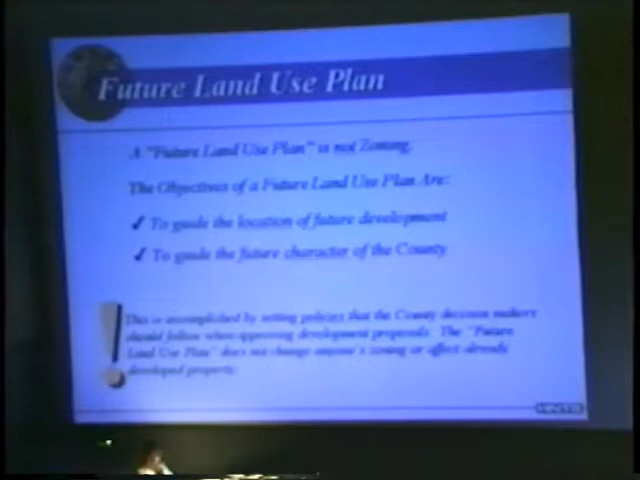 Future Land Use Plan
A "Future Land Use Plan" is not Zoning.
The Objectives of a Future Land Use Plan Are:
✓ To guide the location of future development
✓ To guide the future character of the County
This is accomplished by setting policies that the County decision makers
should follow when approving development proposals. The "Future
Land Use Plan" does not change anyone's zoning or affect already
developed property.
HNTB